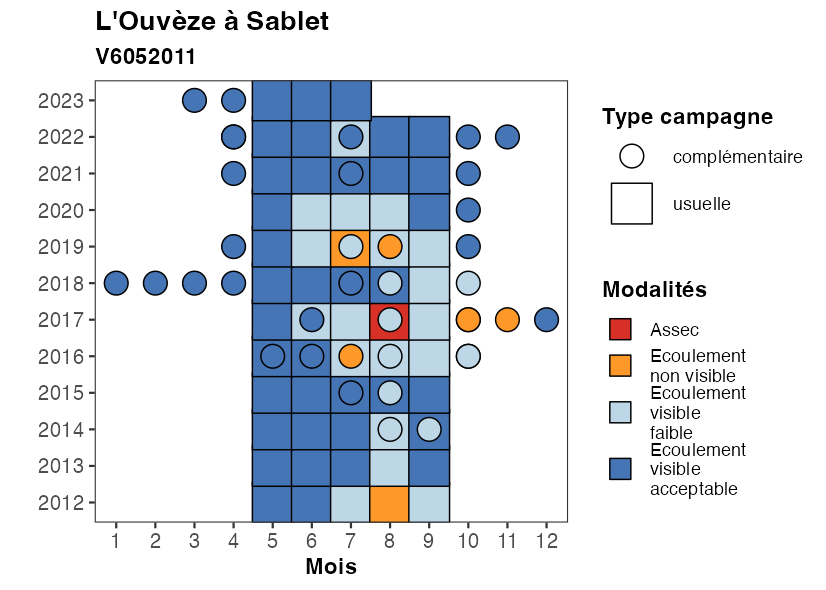 L'Ouvèze à Sablet
V6052011
2023
2022
2021
2020
2019
2018
2017
2016
2015
2014
2013
2012
1 2 3 4 5 6 7 8 9 10 11 12
Mois
Type campagne
complémentaire
usuelle
Modalités
Assec
Ecoulement
non visible
Ecoulement
visible
faible
Ecoulement
visible
acceptable